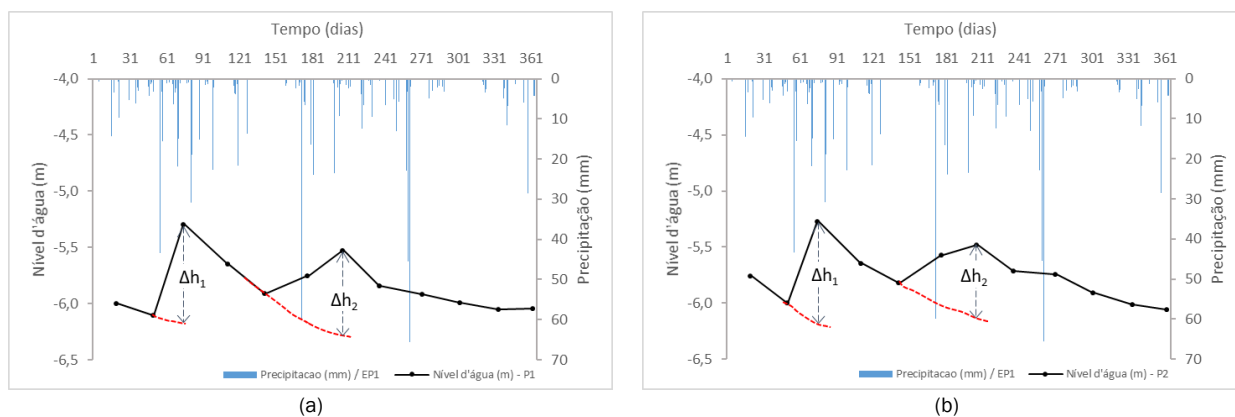 Tempo (dias)
1 31 61 91 121 151 181 211 241 271 301 331 361
-4,0
-4,5
-5,0
-5,5
-6,0
-6,5
Nível d'água (m)
0
10
20
30
40
50
60
70
Precipitação (mm)
Δh1
Δh2
Precipitacao (mm) / EP1 Nível d'água (m) - P1
(a)
Tempo (dias)
1 31 61 91 121 151 181 211 241 271 301 331 361
-4,0
-4,5
-5,0
-5,5
-6,0
-6,5
Nível d'água (m)
0
10
20
30
40
50
60
70
Precipitação (mm)
Δh1
Δh2
Precipitacao (mm) / EP1 Nível d'água (m) - P2
(b)